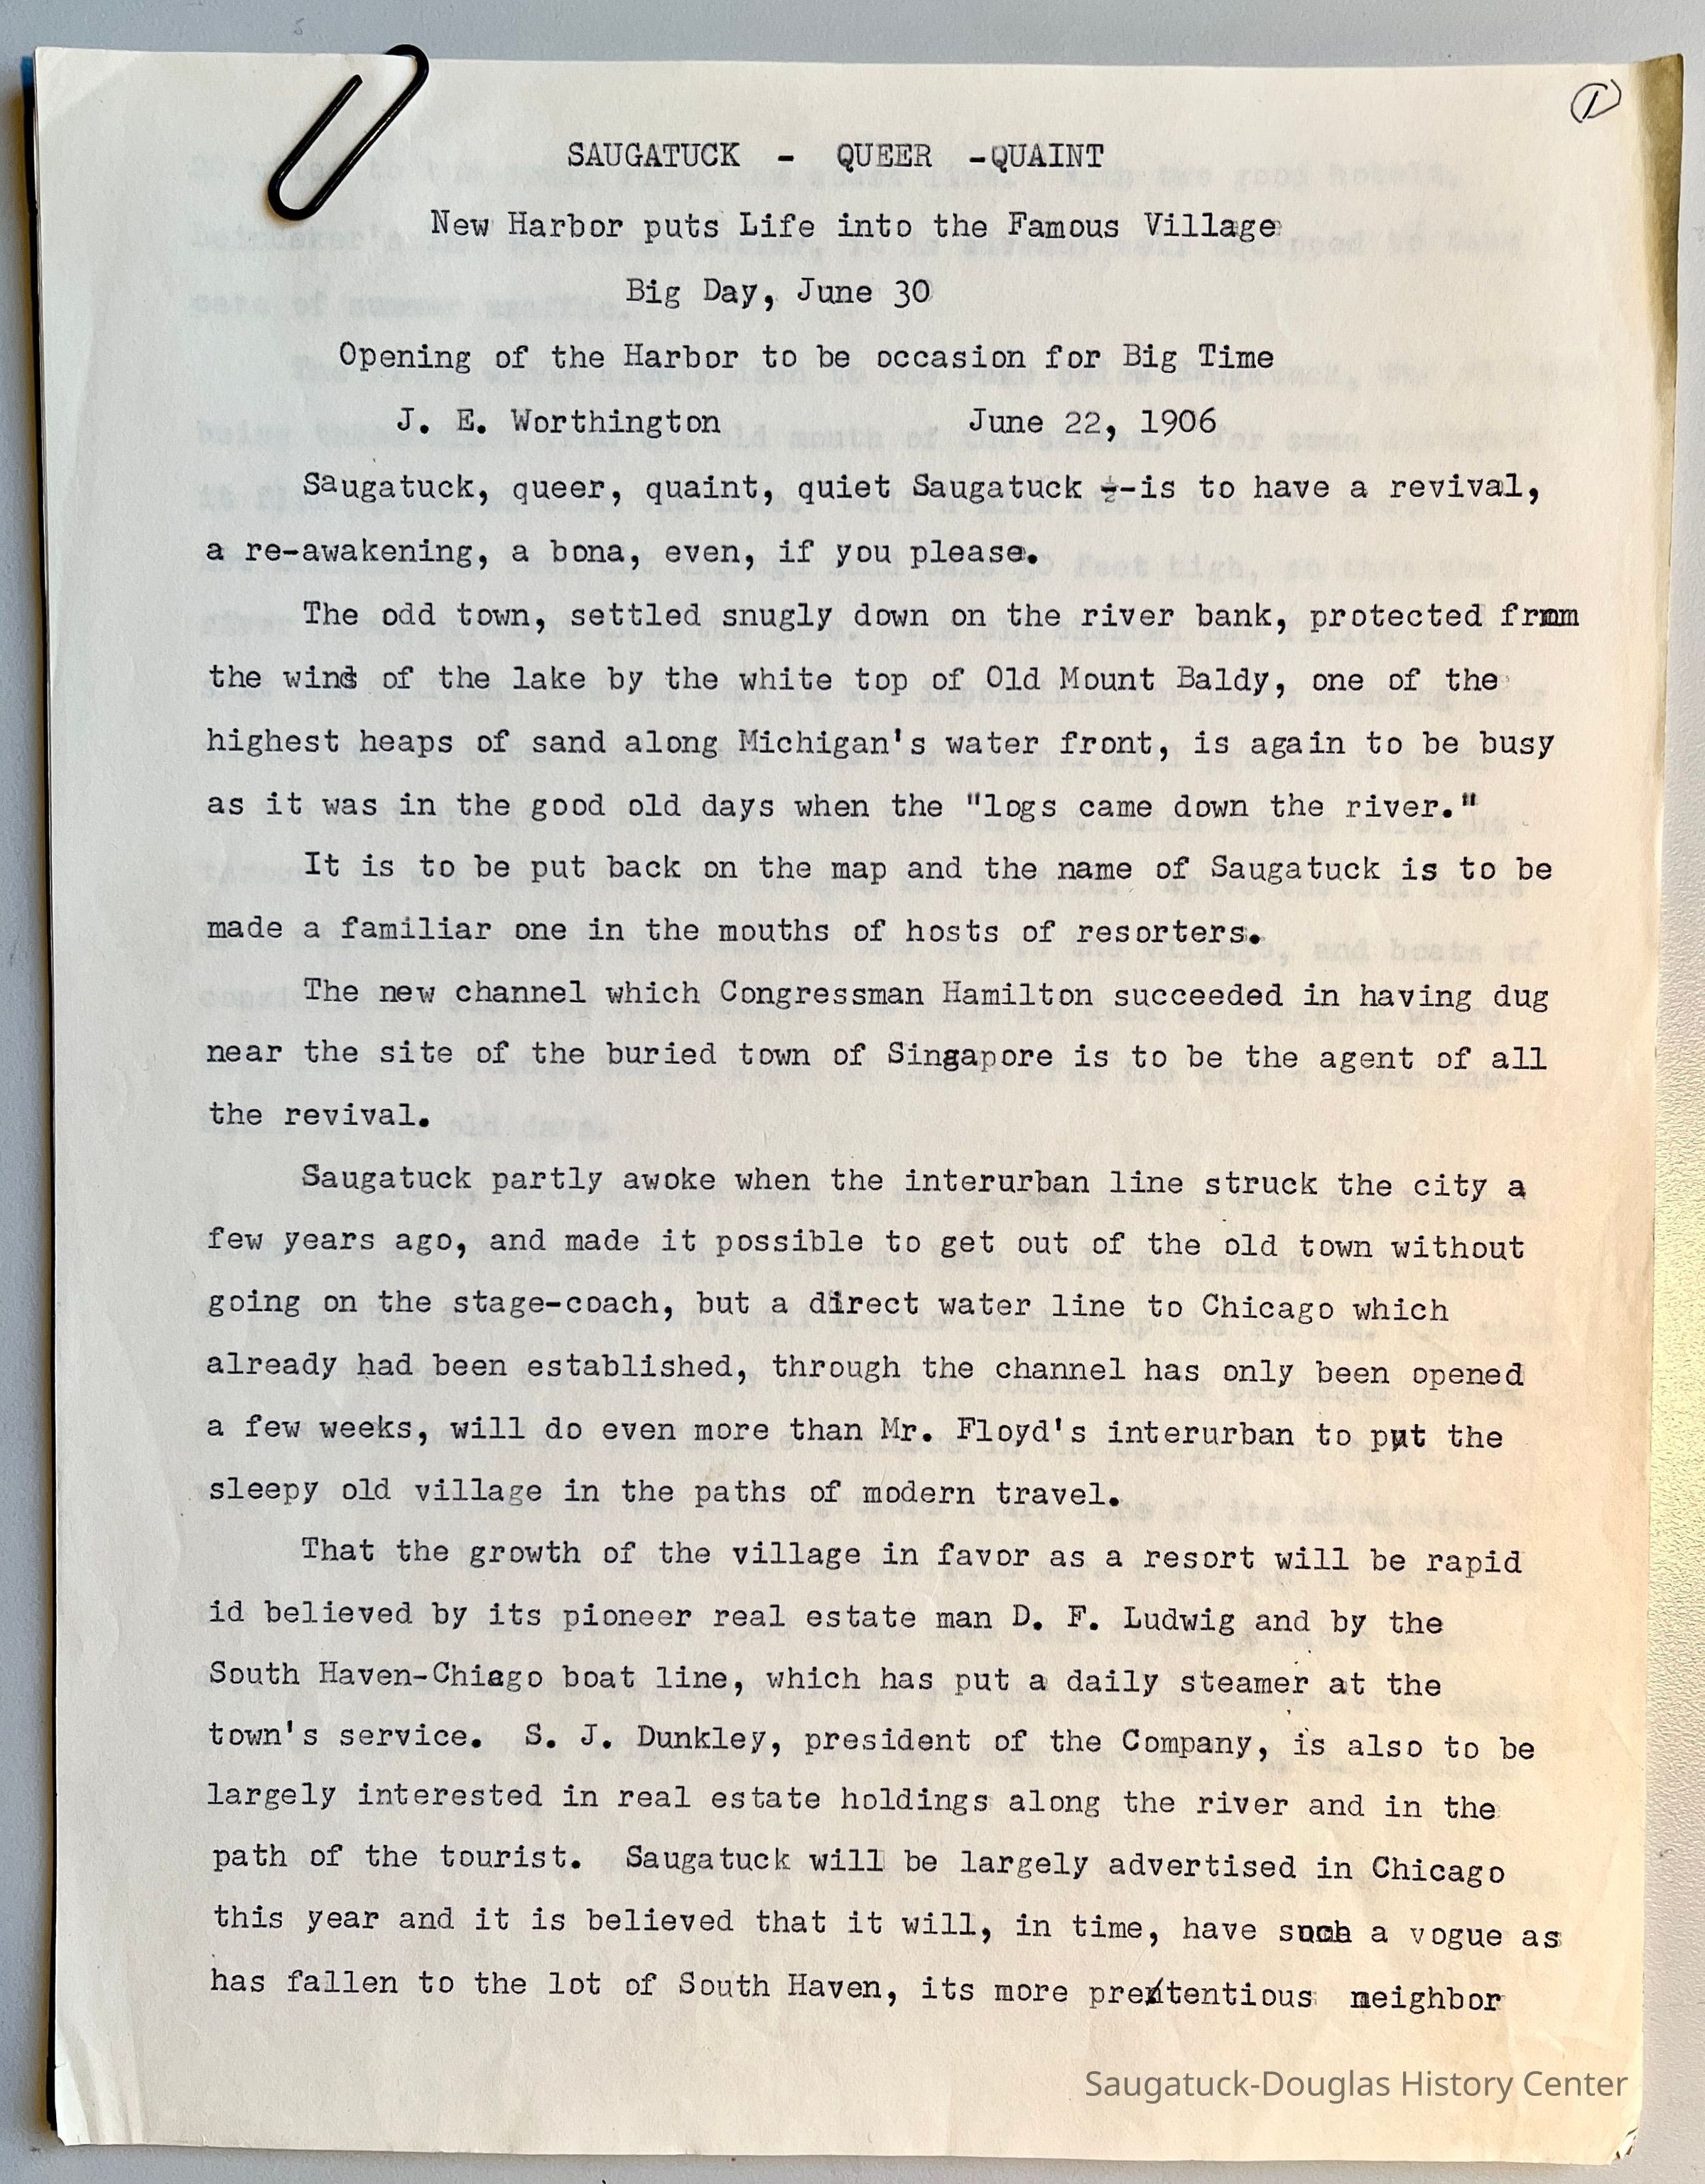 1
SAUGATUCK - QUEER -QUAINT
New Harbor puts Life into the Famous Village
Big Day, June 30
Opening of the Harbor to be occasion for Big Time
J. E. Worthington June 22, 1906
Saugatuck, queer, quaint, quiet Saugatuck --is to have a revival,
a re-awakening, a bona, even, if you please.
The odd town, settled snugly down on the river bank, protected from
the wind of the lake by the white top of Old Mount Baldy, one of the
highest heaps of sand along Michigan's water front, is again to be busy
as it was in the good old days when the "logs came down the river."
It is to be put back on the map and the name of Saugatuck is to be
made a familiar one in the mouths of hosts of resorters.
The new channel which Congressman Hamilton succeeded in having dug
near the site of the buried town of Singapore is to be the agent of all
the revival.
Saugatuck partly awoke when the interurban line struck the city a
few years ago, and made it possible to get out of the old town without
going on the stage-coach, but a direct water line to Chicago which
already had been established, through the channel has only been opened
a few weeks, will do even more than Mr. Floyd's interurban to put the
sleepy old village in the paths of modern travel.
That the growth of the village in favor as a resort will be rapid
id believed by its pioneer real estate man D. F. Ludwig and by the
South Haven-Chicago boat line, which has put a daily steamer at the
town's service. S. J. Dunkley, president of the Company, is also to be
largely interested in real estate holdings along the river and in the
path of the tourist. Saugatuck will be largely advertised in Chicago
this year and it is believed that it will, in time, have such a vogue as
has fallen to the lot of South Haven, its more pretentious neighbor
Saugatuck-Douglas History Center